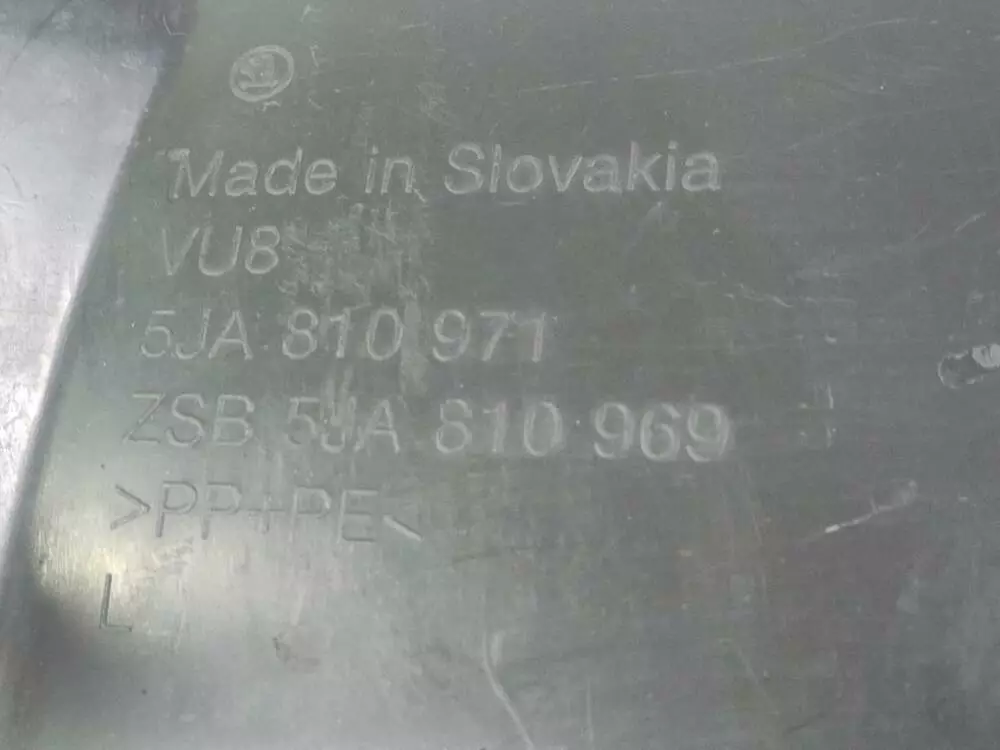 Made in Slovakia
VU8
5JA 810 971
ZSB 5JA 810 969
>PP+PE<
L